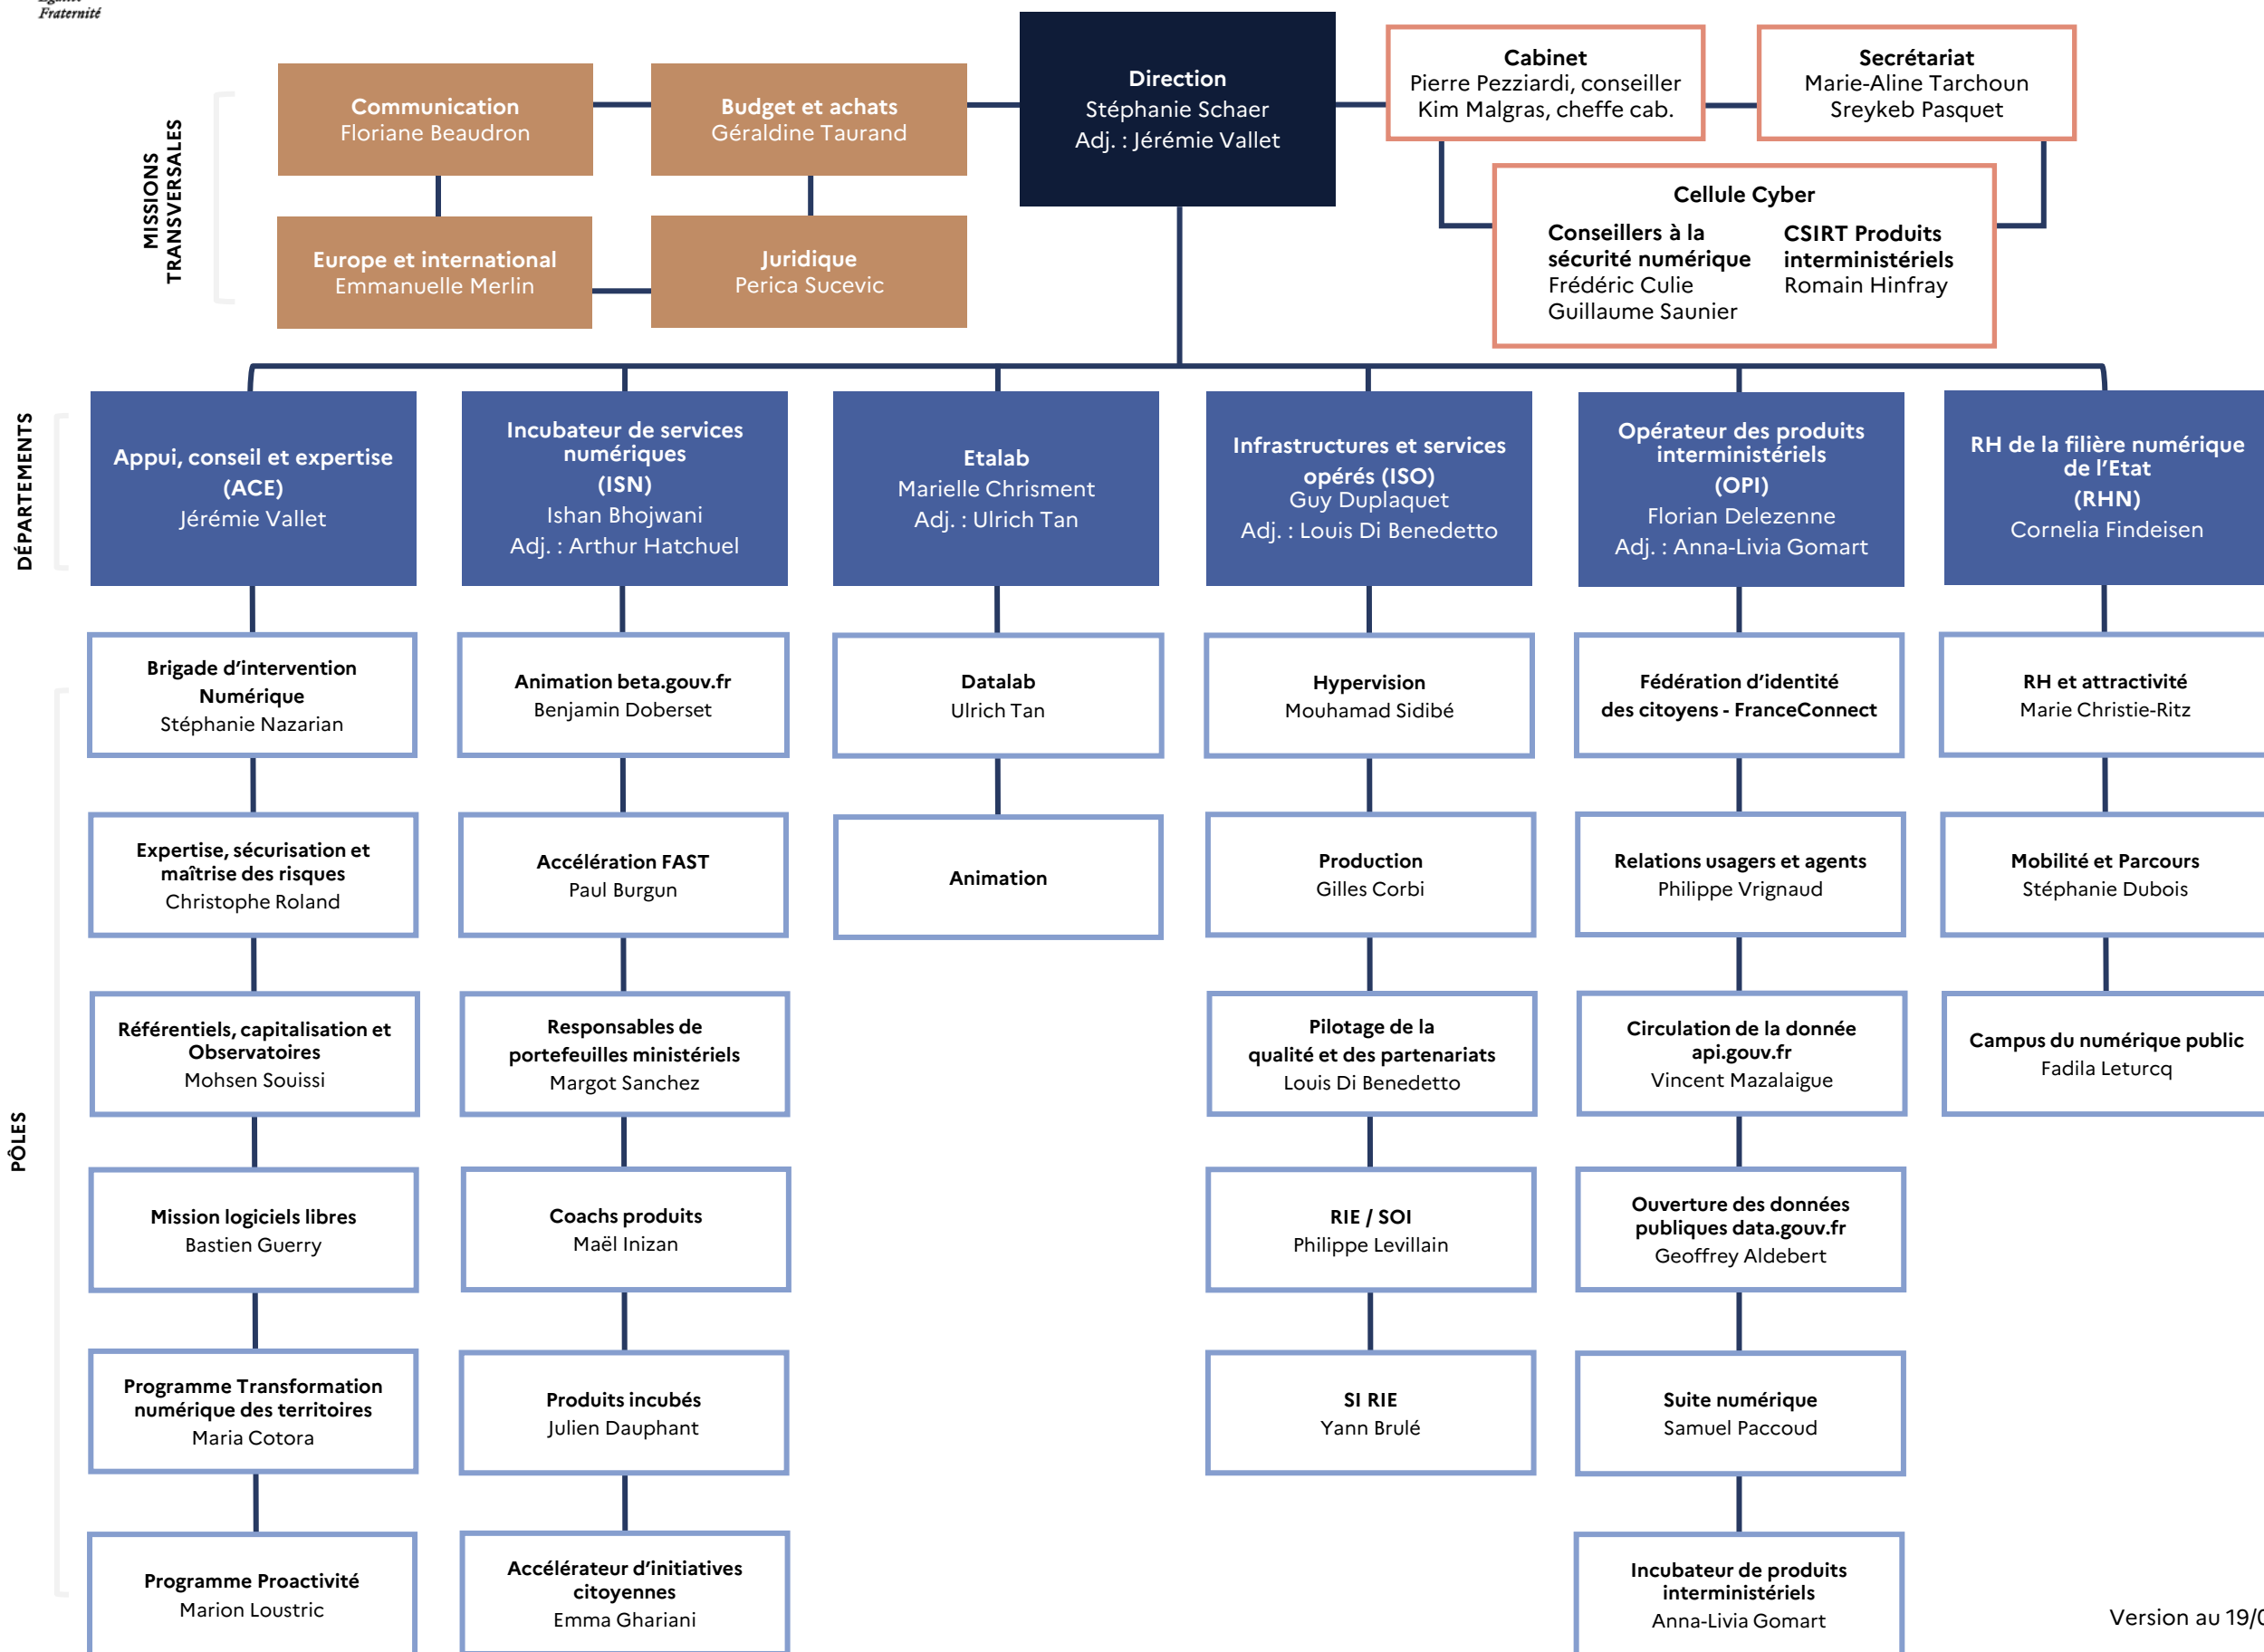 Fraternité
MISSIONS
TRANSVERSALES
Communication
Floriane Beaudron
Budget et achats
Géraldine Taurand
Europe et international
Emmanuelle Merlin
Juridique
Perica Sucevic
Direction
Stéphanie Schaer
Adj. : Jérémie Vallet
Cabinet
Pierre Pezziardi, conseiller
Kim Malgras, cheffe cab.
Secrétariat
Marie-Aline Tarchoun
Sreykeb Pasquet
Cellule Cyber
Conseillers à la
sécurité numérique
Frédéric Culie
Guillaume Saunier
CSIRT Produits
interministériels
Romain Hinfray
DÉPARTEMENTS
Appui, conseil et expertise
(ACE)
Jérémie Vallet
Incubateur de services
numériques
(ISN)
Ishan Bhojwani
Adj. : Arthur Hatchuel
Etalab
Marielle Chrisment
Adj. : Ulrich Tan
Infrastructures et services
opérés (ISO)
Guy Duplaquet
Adj. : Louis Di Benedetto
Opérateur des produits
interministériels
(OPI)
Florian Delezenne
Adj. : Anna-Livia Gomart
RH de la filière numérique
de l'Etat
(RHN)
Cornelia Findeisen
PÔLES
Brigade d'intervention
Numérique
Stéphanie Nazarian
Expertise, sécurisation et
maîtrise des risques
Christophe Roland
Référentiels, capitalisation et
Observatoires
Mohsen Souissi
Mission logiciels libres
Bastien Guerry
Programme Transformation
numérique des territoires
Maria Cotora
Programme Proactivité
Marion Loustric
Animation beta.gouv.fr
Benjamin Doberset
Accélération FAST
Paul Burgun
Responsables de
portefeuilles ministériels
Margot Sanchez
Coachs produits
Maël Inizan
Produits incubés
Julien Dauphant
Accélérateur d'initiatives
citoyennes
Emma Ghariani
Datalab
Ulrich Tan
Animation
Hypervision
Mouhamad Sidibé
Production
Gilles Corbi
Pilotage de la
qualité et des partenariats
Louis Di Benedetto
RIE / SOI
Philippe Levillain
SI RIE
Yann Brulé
Fédération d'identité
des citoyens - FranceConnect
Relations usagers et agents
Philippe Vrignaud
Circulation de la donnée
api.gouv.fr
Vincent Mazalaigue
Ouverture des données
publiques data.gouv.fr
Geoffrey Aldebert
Suite numérique
Samuel Paccoud
Incubateur de produits
interministériels
Anna-Livia Gomart
RH et attractivité
Marie Christie-Ritz
Mobilité et Parcours
Stéphanie Dubois
Campus du numérique public
Fadila Leturcq
Version au 19/